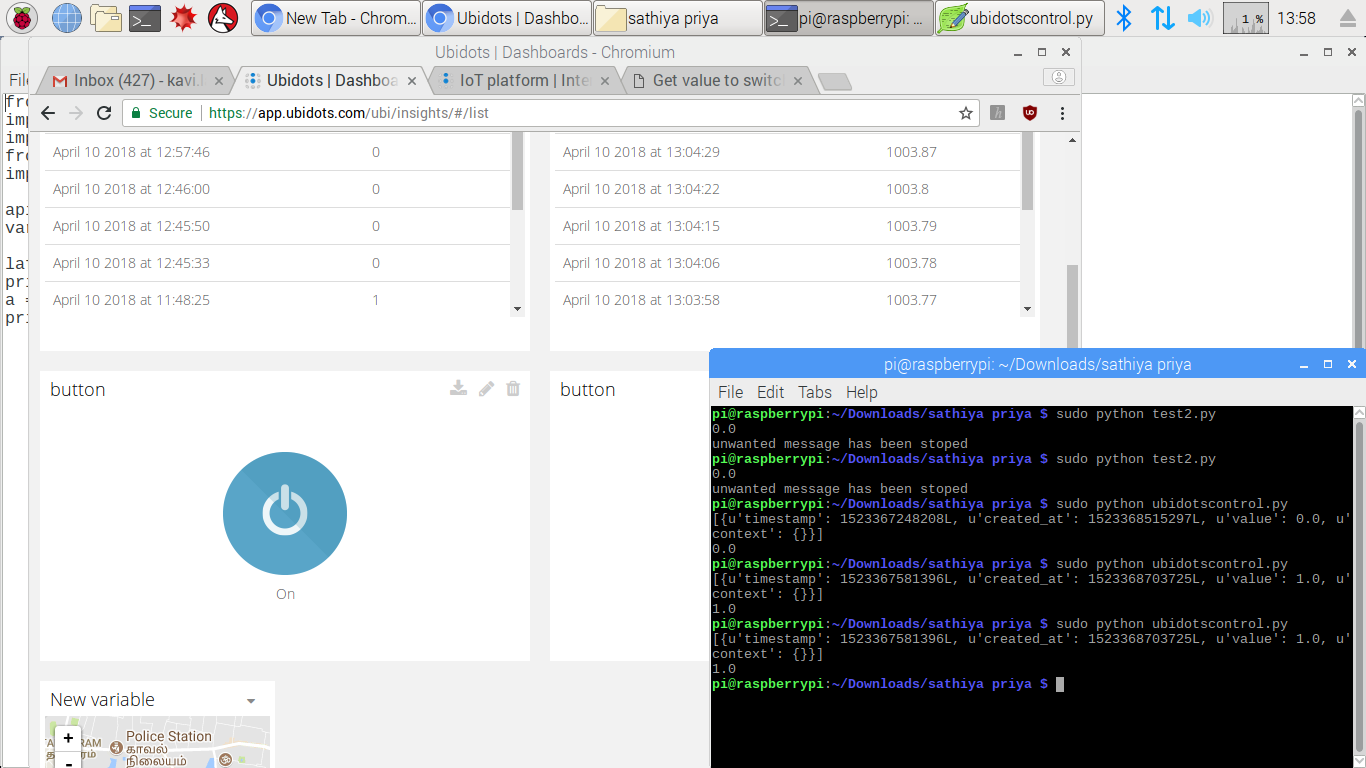 New Tab - Chrom...
Ubidots | Dashbo...
sathiya priya
pi@raspberrypi: ...
ubidotscontrol.py
1 %
13:58
Ubidots | Dashboards - Chromium
Inbox (427) - kavi.
Ubidots | Dashboa
IoT platform | Inte
Get value to switc
Secure
https://app.ubidots.com/ubi/insights/#/list
April 10 2018 at 12:57:46 0
April 10 2018 at 12:46:00 0
April 10 2018 at 12:45:50 0
April 10 2018 at 12:45:33 0
April 10 2018 at 11:48:25 1
April 10 2018 at 13:04:29 1003.87
April 10 2018 at 13:04:22 1003.8
April 10 2018 at 13:04:15 1003.79
April 10 2018 at 13:04:06 1003.78
April 10 2018 at 13:03:58 1003.77
File
fro
imp
imp
fro
imp
api
var
lat
pri
a =
pri
button
On
button
New variable
+
-
Police Station
காவல்
நிலையம்
pi@raspberrypi: ~/Downloads/sathiya priya
File Edit Tabs Help
pi@raspberrypi:~/Downloads/sathiya priya $ sudo python test2.py
0.0
unwanted message has been stoped
pi@raspberrypi:~/Downloads/sathiya priya $ sudo python test2.py
0.0
unwanted message has been stoped
pi@raspberrypi:~/Downloads/sathiya priya $ sudo python ubidotscontrol.py
[{u'timestamp': 1523367248208L, u'created_at': 1523368515297L, u'value': 0.0, u'
context': {}}]
0.0
pi@raspberrypi:~/Downloads/sathiya priya $ sudo python ubidotscontrol.py
[{u'timestamp': 1523367581396L, u'created_at': 1523368703725L, u'value': 1.0, u'
context': {}}]
1.0
pi@raspberrypi:~/Downloads/sathiya priya $ sudo python ubidotscontrol.py
[{u'timestamp': 1523367581396L, u'created_at': 1523368703725L, u'value': 1.0, u'
context': {}}]
1.0
pi@raspberrypi:~/Downloads/sathiya priya $